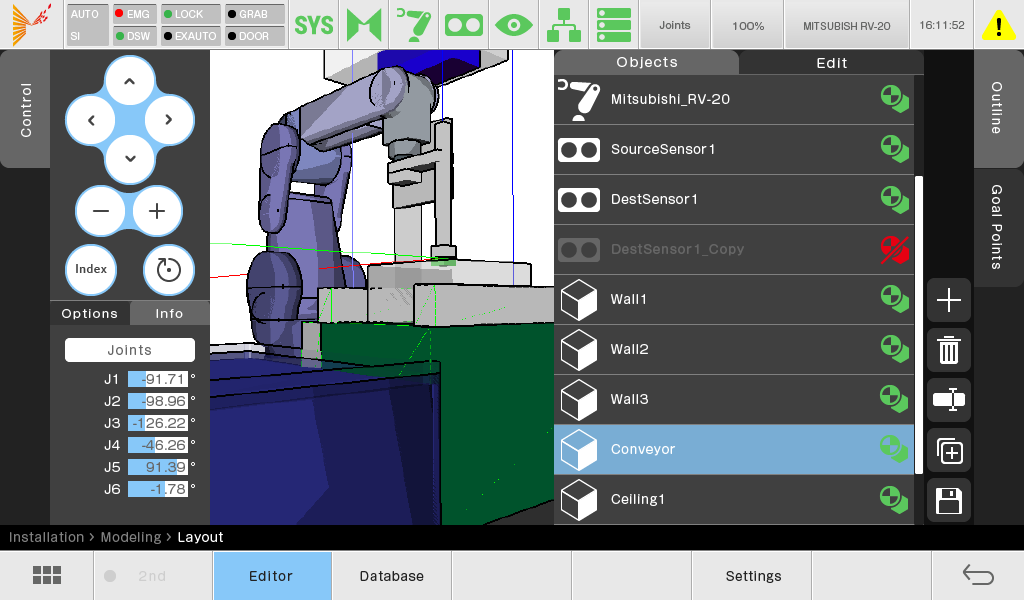 AUTO
SI
EMG
DSW
LOCK
EXAUTO
GRAB
DOOR
SYS
Joints
100%
MITSUBISH RV-20
16:11:52
Control
Objects
Edit
Mitsubishi_RV-20
SourceSensor1
DestSensor1
DestSensor1_Copy
Wall1
Wall2
Wall3
Conveyor
Ceiling1
Outline
Goal Points
Index
Options
Info
Joints
J1 -91.71 °
J2 -98.96 °
J3 -126.22 °
J4 -46.26 °
J5 91.39 °
J6 -1.78 °
Installation > Modeling > Layout
2nd
Editor
Database
Settings